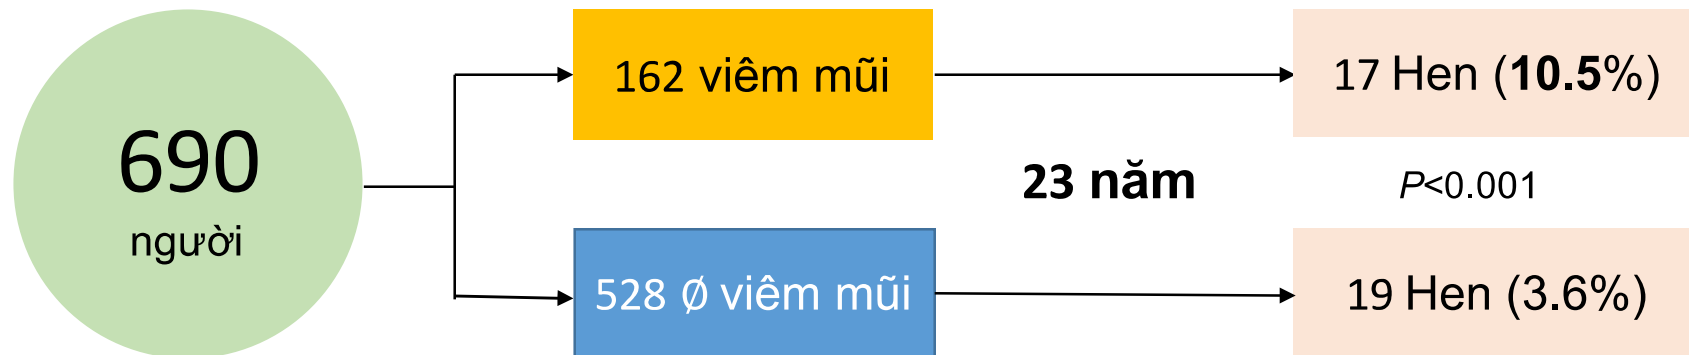 690
người
162 viêm mũi
528 Ø viêm mũi
23 năm
17 Hen (10.5%)
P<0.001
19 Hen (3.6%)